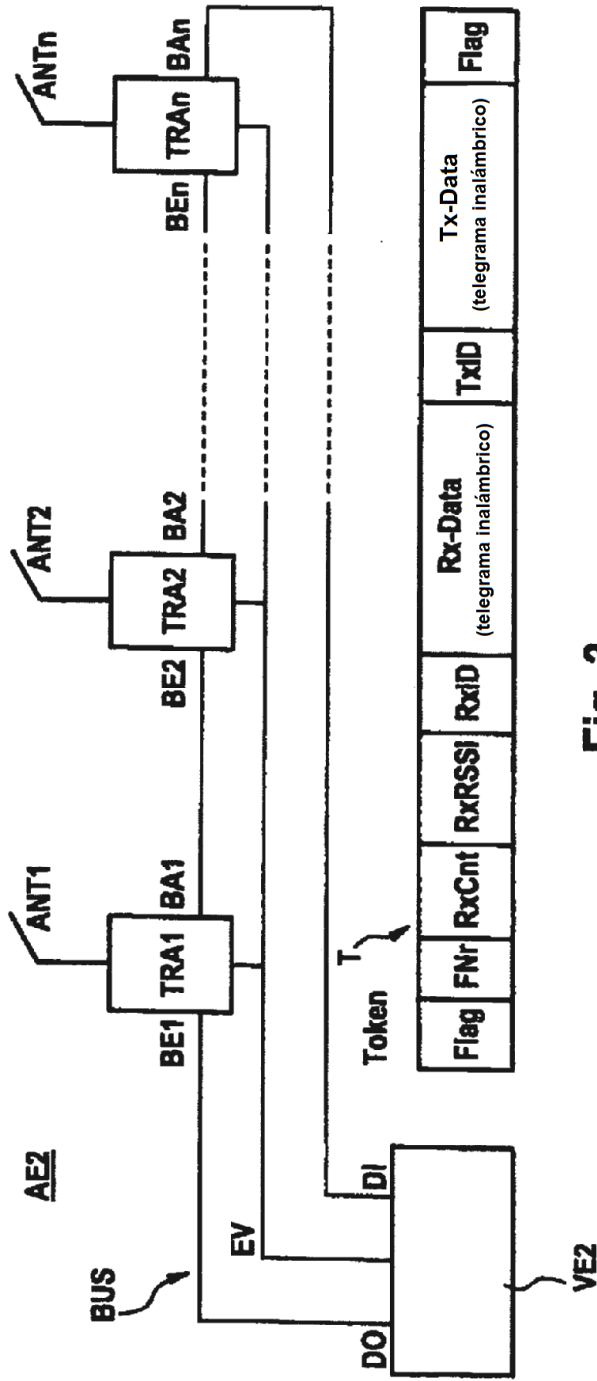 AE2
BUS
ANT1
ANT2
ANTn
BE1 TRA1 BA1
BE2 TRA2 BA2
BEn TRAn BAn
EV
DO
DI
VE2
Token
T
Flag FNr RxCnt RxRSSI RxID Rx-Data TxID Tx-Data Flag
(telegrama inalámbrico) (telegrama inalámbrico)